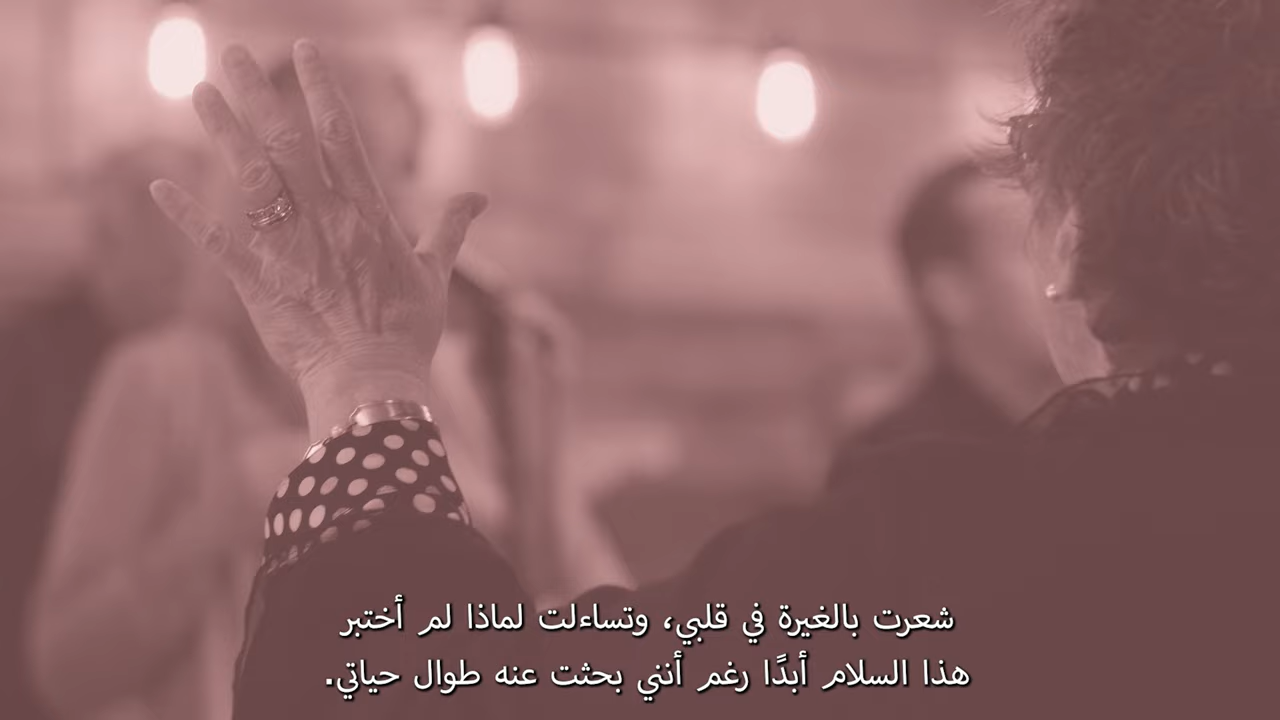 شعرت بالغيرة في قلبي، وتساءلت لماذا لم أختبر
هذا السلام أبدًا رغم أنني بحثت عنه طوال حياتي.